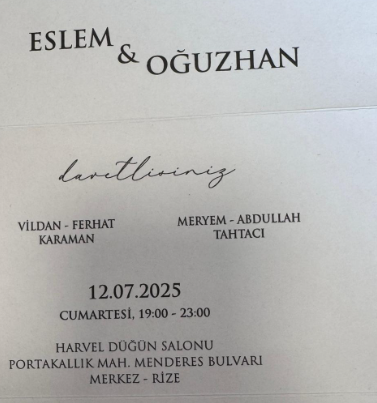 ESLEM
&
OĞUZHAN
davetlisiniz
VİLDAN - FERHAT
KARAMAN
MERYEM - ABDULLAH
TAHTACI
12.07.2025
CUMARTESİ, 19:00 - 23:00
HARVEL DÜĞÜN SALONU
PORTAKALLIK MAH. MENDERES BULVARI
MERKEZ - RİZE